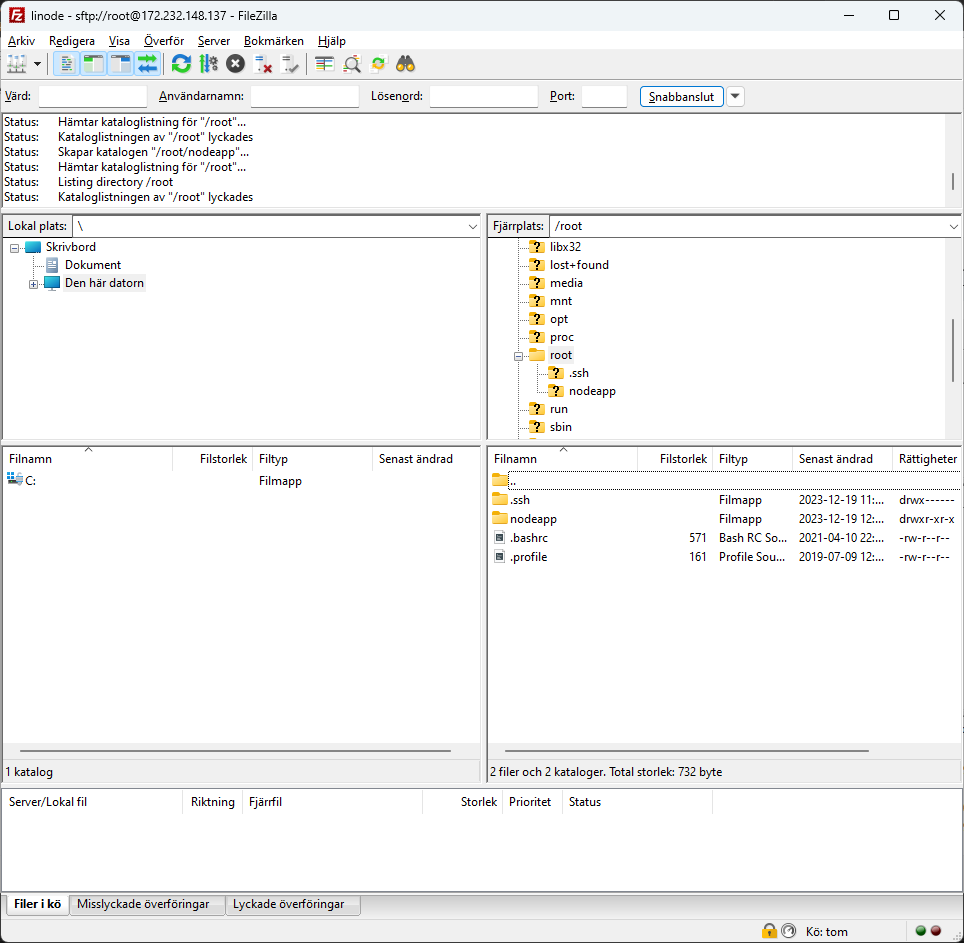 linode - sftp://root@172.232.148.137 - FileZilla
Arkiv Redigera Visa Överför Server Bokmärken Hjälp
Värd: Användarnamn: Lösenord: Port: Snabbanslut
Status: Hämtar kataloglistning för "/root"...
Status: Kataloglistningen av "/root" lyckades
Status: Skapar katalogen "/root/nodeapp"...
Status: Hämtar kataloglistning för "/root"...
Status: Listing directory /root
Status: Kataloglistningen av "/root" lyckades
Lokal plats: \
Skrivbord
Dokument
Den här datorn
Fjärrplats: /root
libx32
lost+found
media
mnt
opt
proc
root
.ssh
nodeapp
run
sbin
Filnamn Filstorlek Filtyp Senast ändrad
C: Filmapp
1 katalog
Filnamn Filstorlek Filtyp Senast ändrad Rättigheter
..
.ssh Filmapp 2023-12-19 11:... drwx------
nodeapp Filmapp 2023-12-19 12:... drwxr-xr-x
.bashrc 571 Bash RC So... 2021-04-10 22:... -rw-r--r--
.profile 161 Profile Sou... 2019-07-09 12:... -rw-r--r--
2 filer och 2 kataloger. Total storlek: 732 byte
Server/Lokal fil Riktning Fjärrfil Storlek Prioritet Status
Filer i kö Misslyckade överföringar Lyckade överföringar
Kö: tom